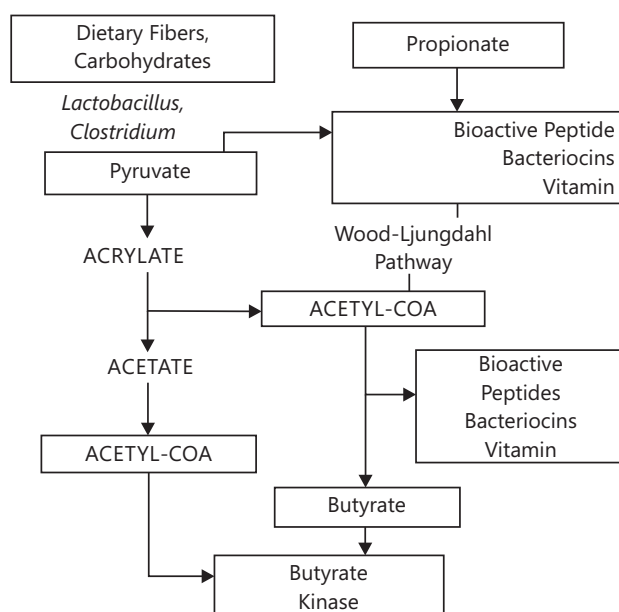 Dietary Fibers,
Carbohydrates
Propionate
Lactobacillus,
Clostridium
Pyruvate
Bioactive Peptide
Bacteriocins
Vitamin
Wood-Ljungdahl
Pathway
ACRYLATE
ACETYL-COA
ACETATE
Bioactive
Peptides
Bacteriocins
Vitamin
ACETYL-COA
Butyrate
Butyrate
Kinase